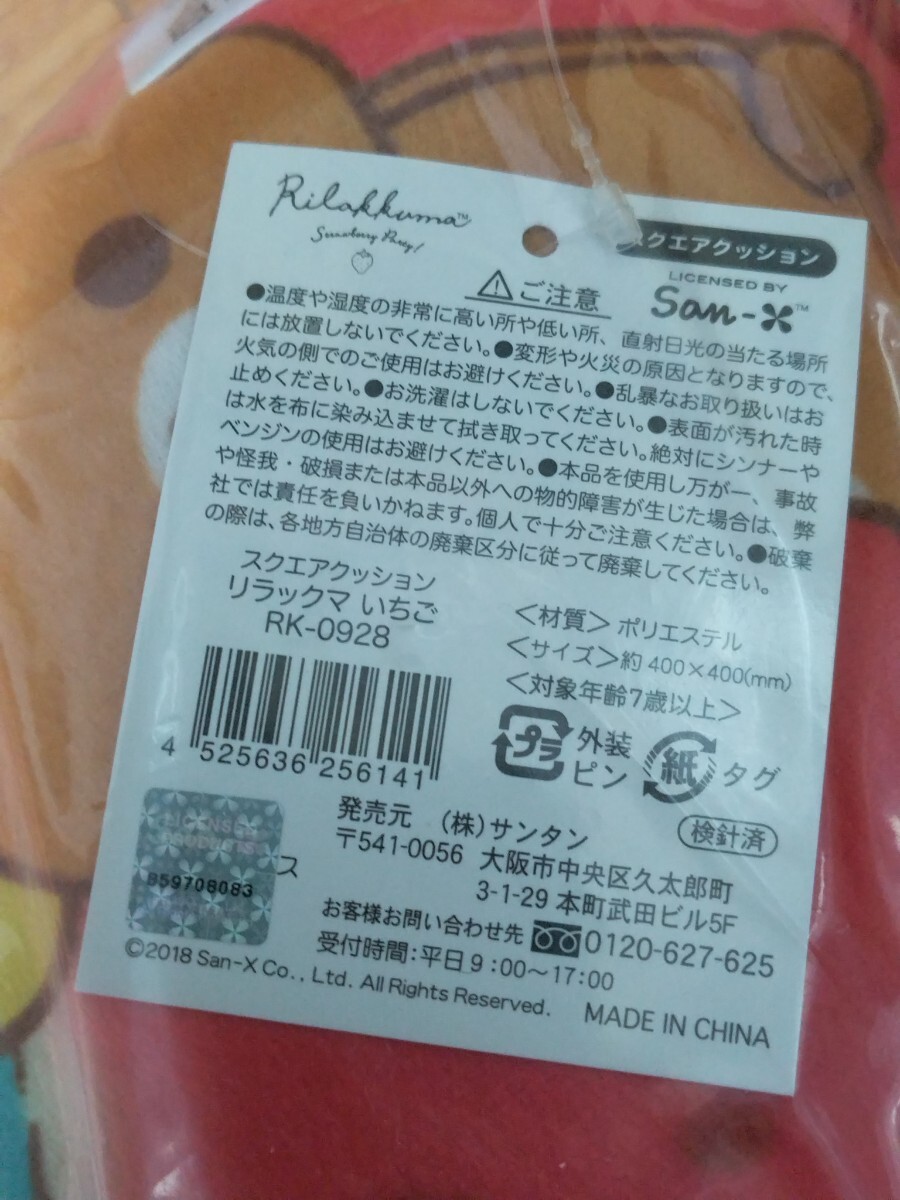 Rilakkuma™
Strawberry Party!
スクエアクッション
LICENSED BY
San-X™
⚠ご注意
●温度や湿度の非常に高い所や低い所、直射日光の当たる場所
には放置しないでください。●変形や火災の原因となりますので、
火気の側でのご使用はお避けください。●乱暴なお取り扱いはお
止めください。●お洗濯はしないでください。●表面が汚れた時
は水を布に染み込ませて拭き取ってください。絶対にシンナーや
ベンジンの使用はお避けください。●本品を使用し万が一、事故
や怪我・破損または本品以外への物的障害が生じた場合は、弊
社では責任を負いかねます。個人で十分ご注意ください。●破棄
の際は、各地方自治体の廃棄区分に従って廃棄してください。
スクエアクッション
リラックマ いちご
RK-0928
4 525636 256141
<材質> ポリエステル
<サイズ>約 400×400(mm)
<対象年齢7歳以上>
プラ 外装 ピン
紙 タグ
検針済
LICENSED
PRODUCTS
859708083
ス
発売元 (株)サンタン
〒541-0056 大阪市中央区久太郎町
3-1-29 本町武田ビル5F
お客様お問い合わせ先 0120-627-625
受付時間:平日9:00〜17:00
©2018 San-X Co., Ltd. All Rights Reserved.
MADE IN CHINA